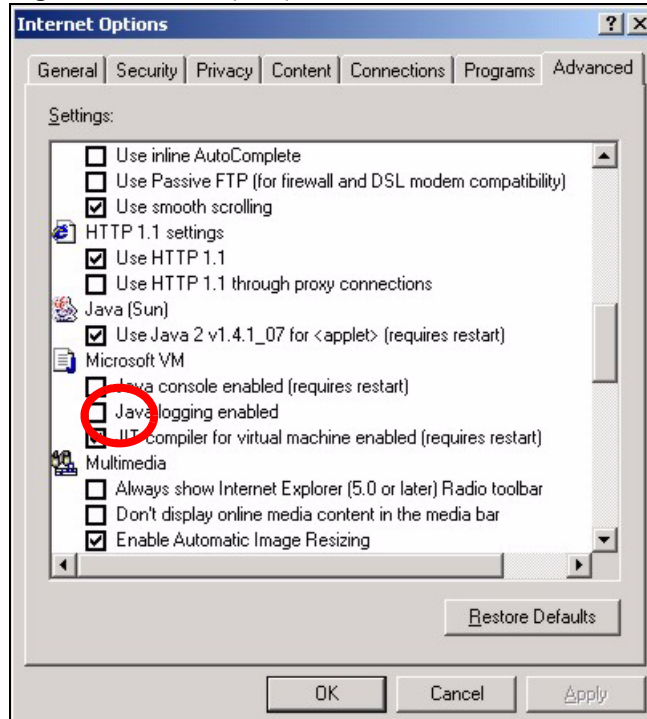 Internet Options
General Security Privacy Content Connections Programs Advanced
Settings:
Use inline AutoComplete
Use Passive FTP (for firewall and DSL modem compatibility)
Use smooth scrolling
HTTP 1.1 settings
Use HTTP 1.1
Use HTTP 1.1 through proxy connections
Java (Sun)
Use Java 2 v1.4.1_07 for <applet> (requires restart)
Microsoft VM
Java console enabled (requires restart)
Java logging enabled
JIT compiler for virtual machine enabled (requires restart)
Multimedia
Always show Internet Explorer (5.0 or later) Radio toolbar
Don't display online media content in the media bar
Enable Automatic Image Resizing
Restore Defaults
OK Cancel Apply